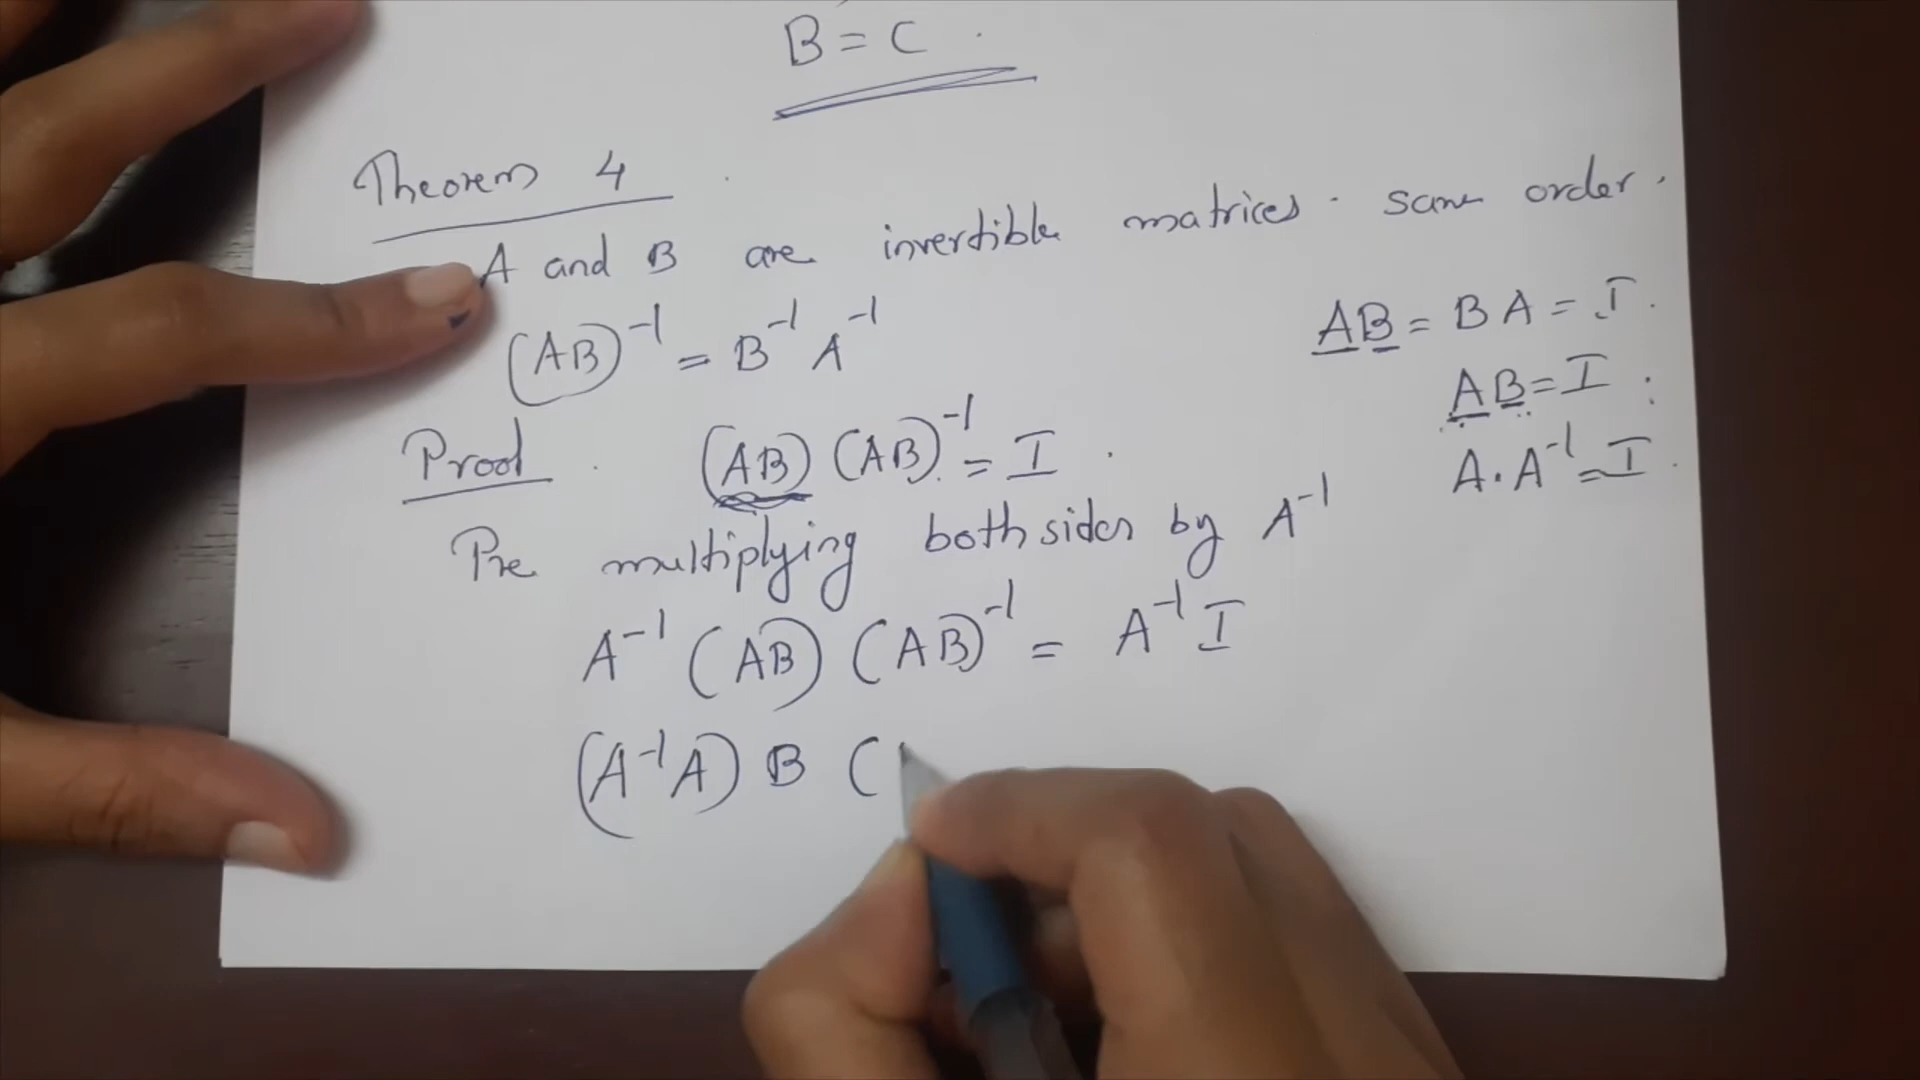 B = C .
Theorem 4
A and B are invertible matrices . same order .
(AB)⁻¹ = B⁻¹ A⁻¹
AB = BA = I .
AB = I :
A . A⁻¹ = I .
Proof . (AB) (AB)⁻¹ = I .
Pre multiplying both sides by A⁻¹
A⁻¹ (AB) (AB)⁻¹ = A⁻¹ I
(A⁻¹A) B (